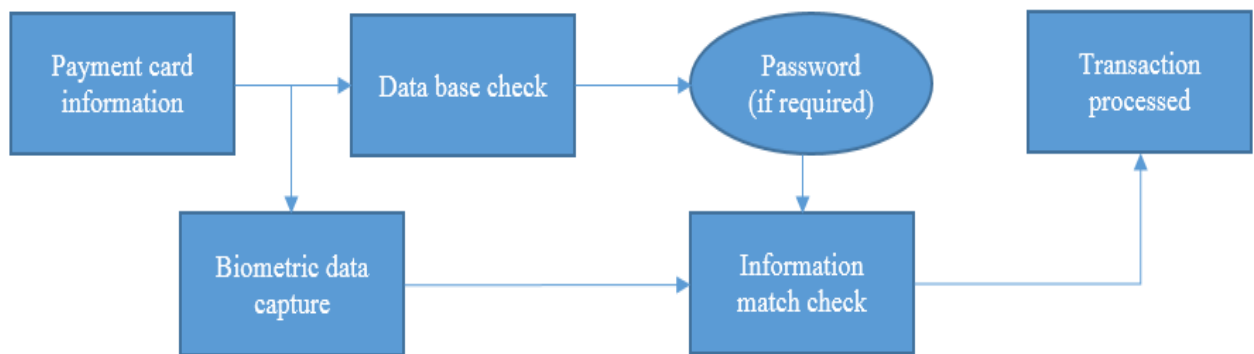 Payment card
information
Data base check
Password
(if required)
Transaction
processed
Biometric data
capture
Information
match check